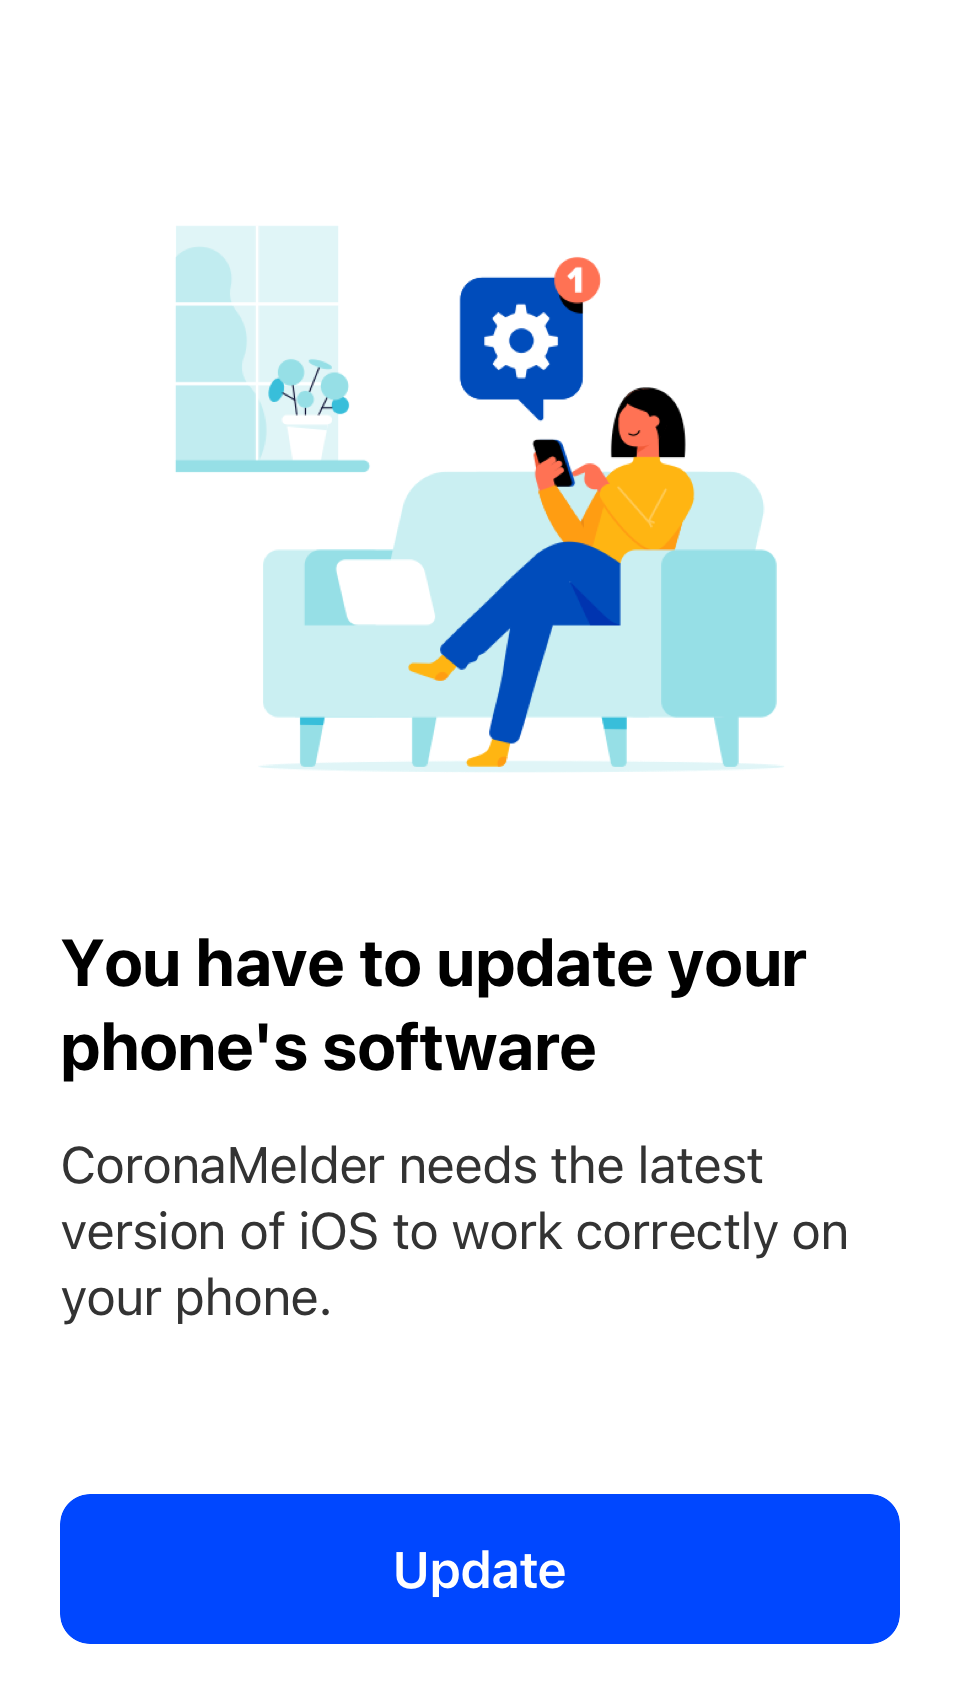 1
You have to update your
phone's software
CoronaMelder needs the latest
version of iOS to work correctly on
your phone.
Update